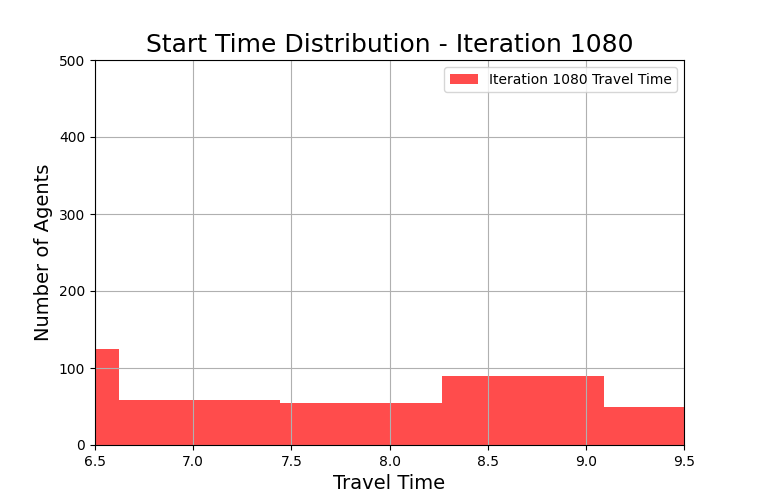 Start Time Distribution - Iteration 1080
Iteration 1080 Travel Time
Number of Agents
500
400
300
200
100
0
6.5 7.0 7.5 8.0 8.5 9.0 9.5
Travel Time